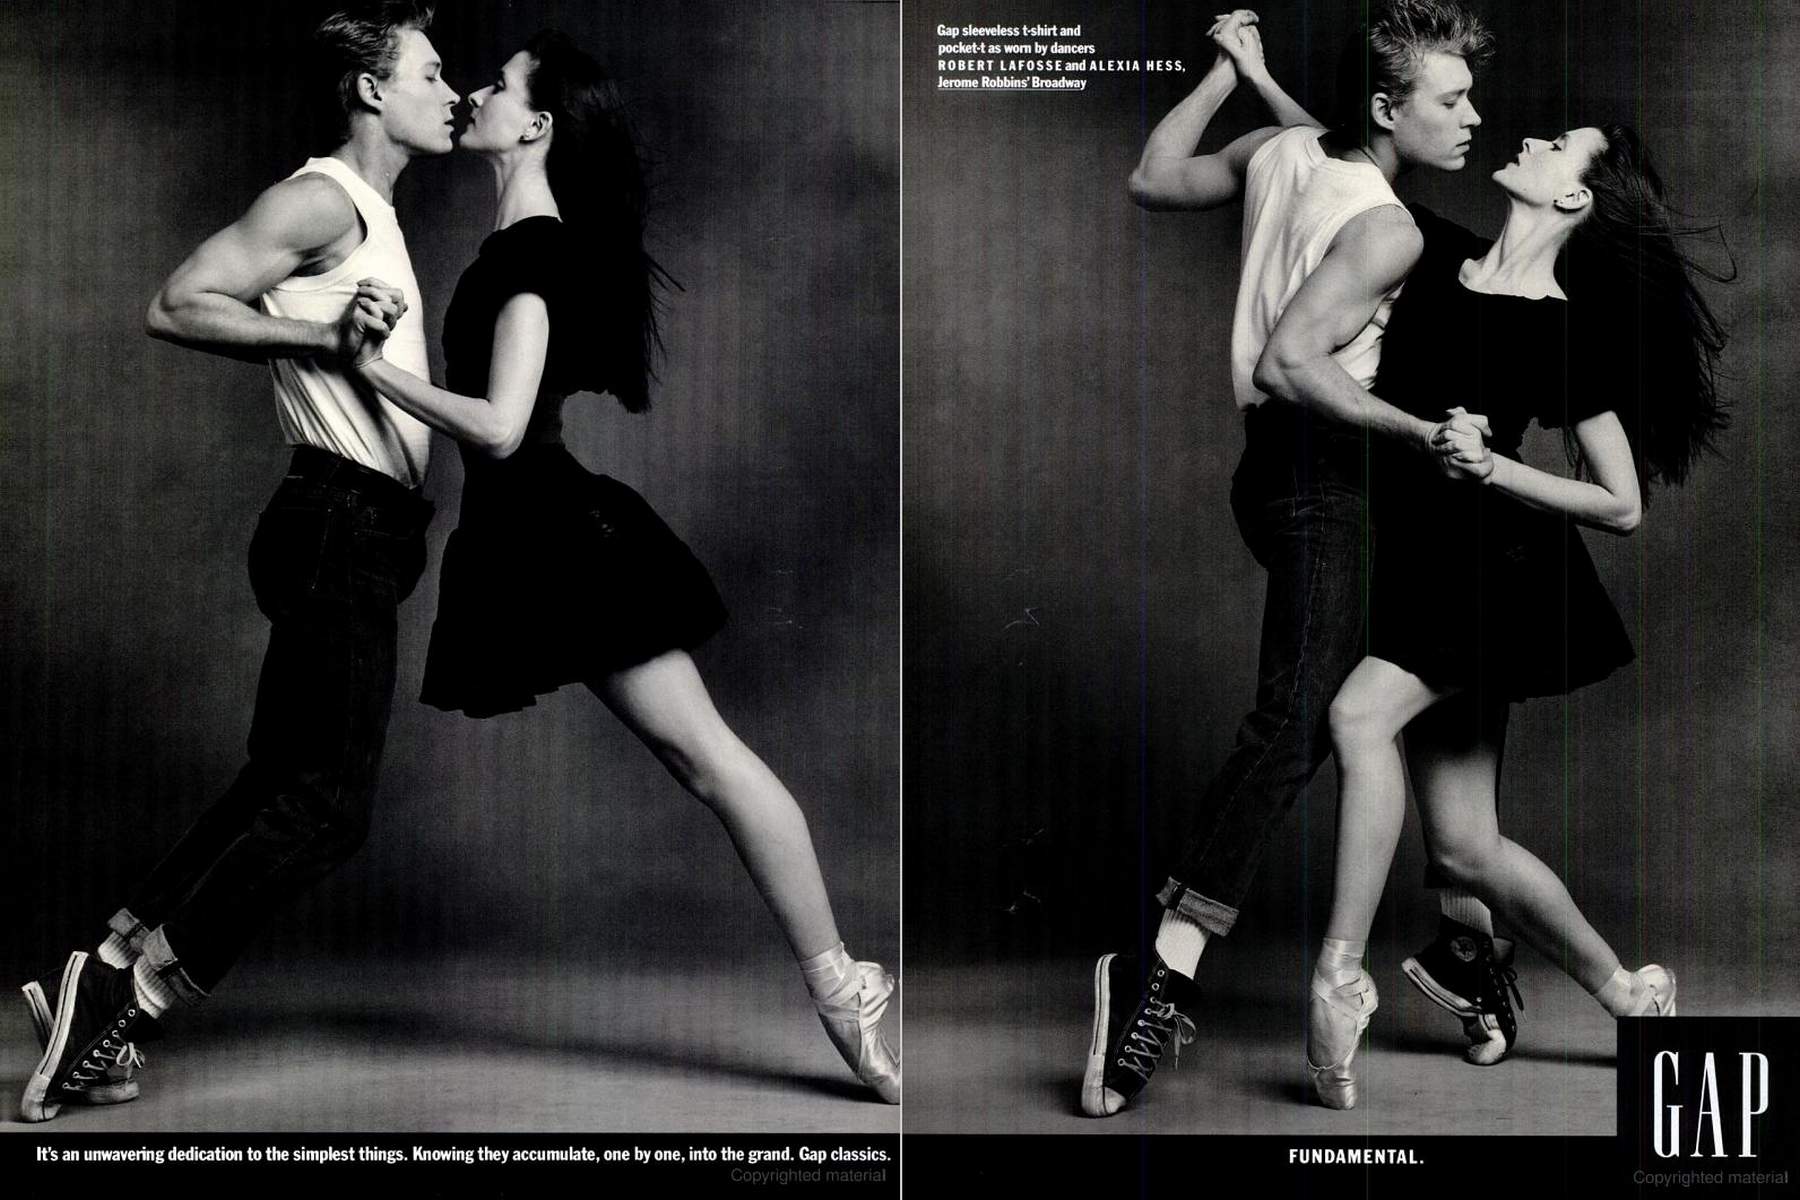 Gap sleeveless t-shirt and
pocket-t as worn by dancers
ROBERT LAFOSSE and ALEXIA HESS,
Jerome Robbins' Broadway
It's an unwavering dedication to the simplest things. Knowing they accumulate, one by one, into the grand. Gap classics.
Copyrighted material
FUNDAMENTAL.
GAP
Copyrighted material